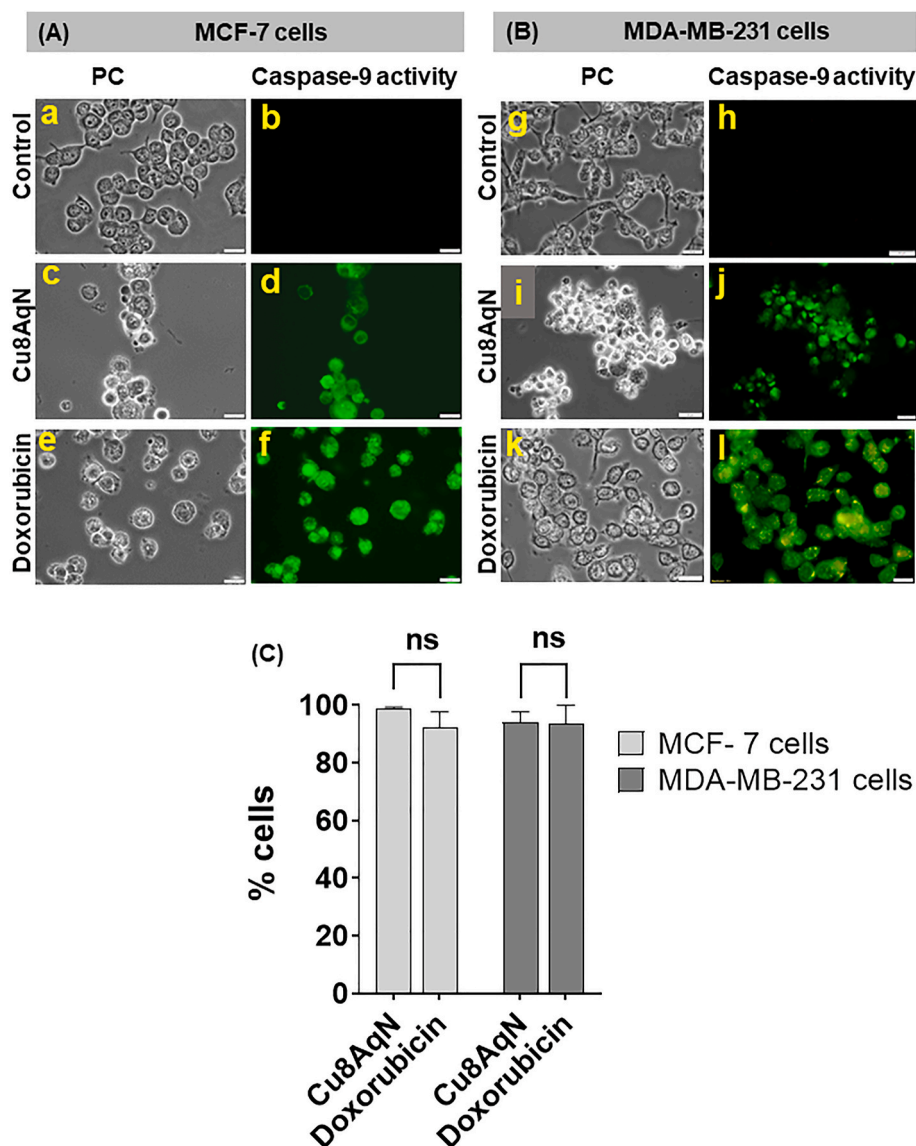 (A) MCF-7 cells
(B) MDA-MB-231 cells
PC Caspase-9 activity
PC Caspase-9 activity
Control
a
b
g
h
Cu8AqN
c
d
Cu8AqN
i
j
Doxorubicin
e
f
Doxorubicin
k
l
Control
(C)
ns
ns
100
80
60
40
20
0
% cells
Cu8AqN
Doxorubicin
Cu8AqN
Doxorubicin
MCF- 7 cells
MDA-MB-231 cells